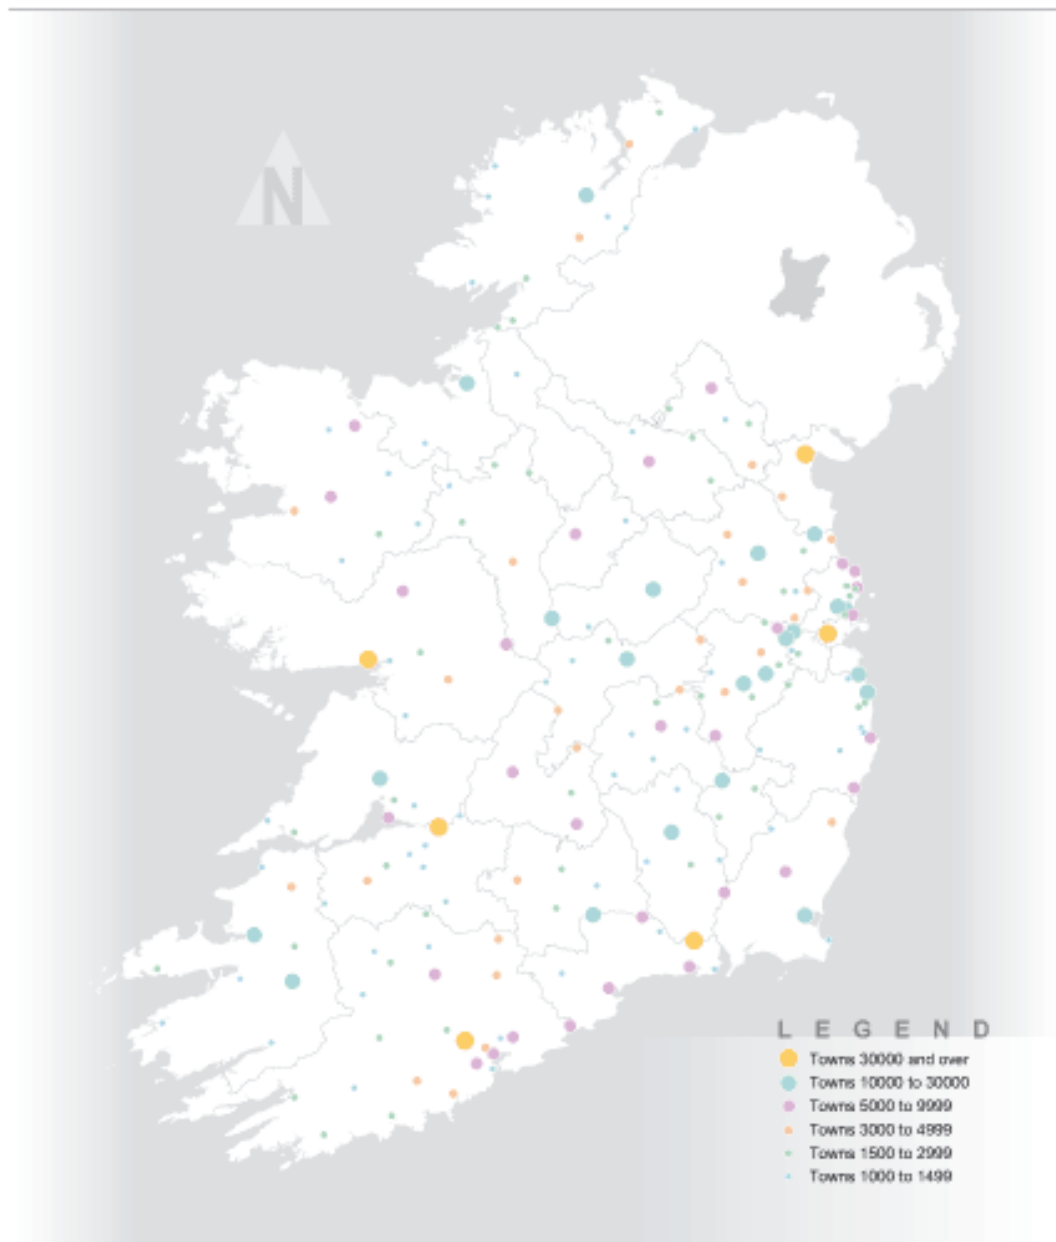 N
LEGEND
Towns 30000 and over
Towns 10000 to 30000
Towns 5000 to 9999
Towns 3000 to 4999
Towns 1500 to 2999
Towns 1000 to 1499